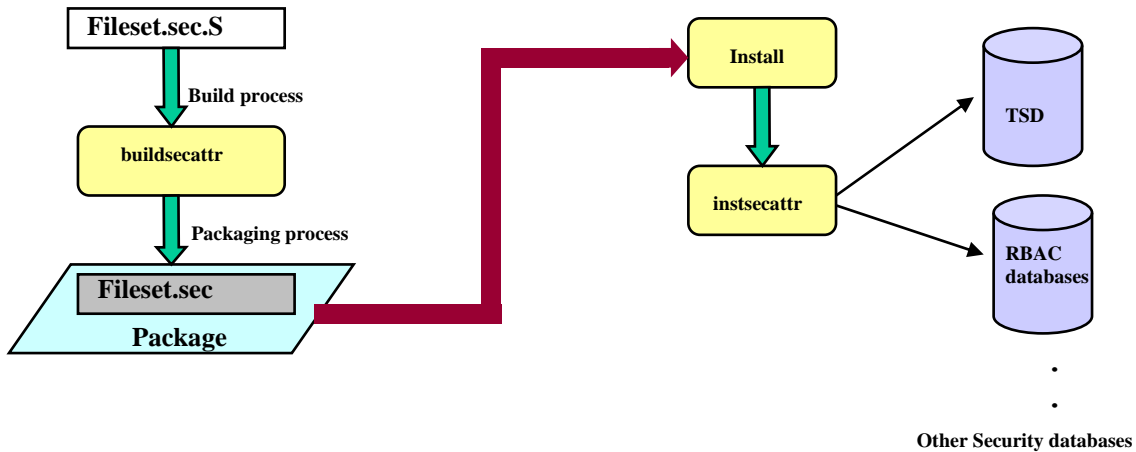 Fileset.sec.S
Build process
buildsecattr
Packaging process
Fileset.sec
Package
Install
instsecattr
TSD
RBAC
databases
.
.
Other Security databases